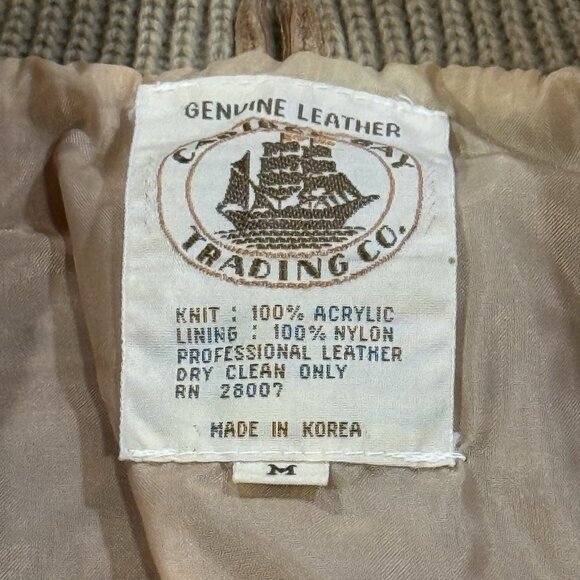 GENUINE LEATHER
BAY
TRADING CO.
KNIT : 100% ACRYLIC
LINING : 100% NYLON
PROFESSIONAL LEATHER
DRY CLEAN ONLY
RN 28007
MADE IN KOREA
M